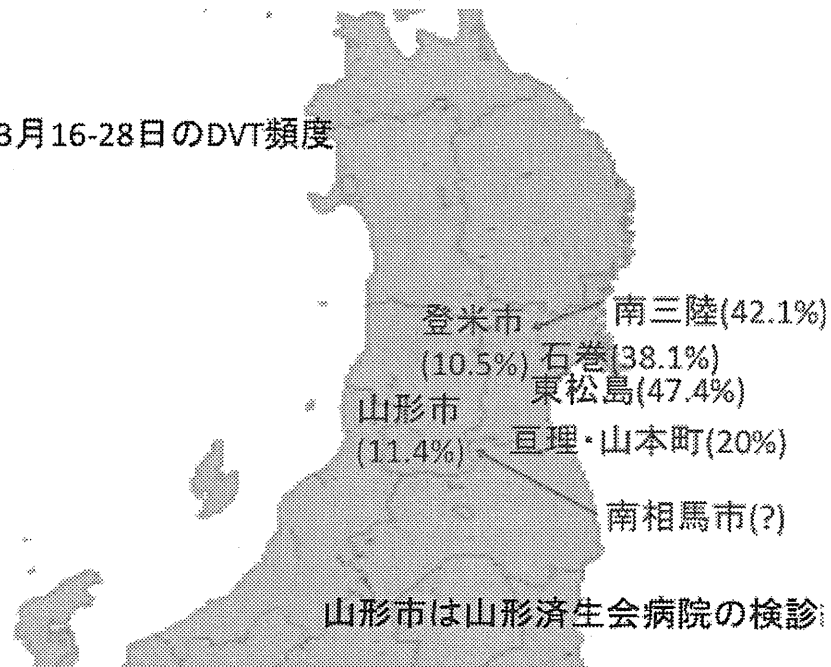 3月16-28日のDVT頻度
南三陸(42.1%)
登米市
(10.5%)
石巻(38.1%)
東松島(47.4%)
山形市
(11.4%)
亘理・山本町(20%)
南相馬市(?)
山形市は山形済生会病院の検診